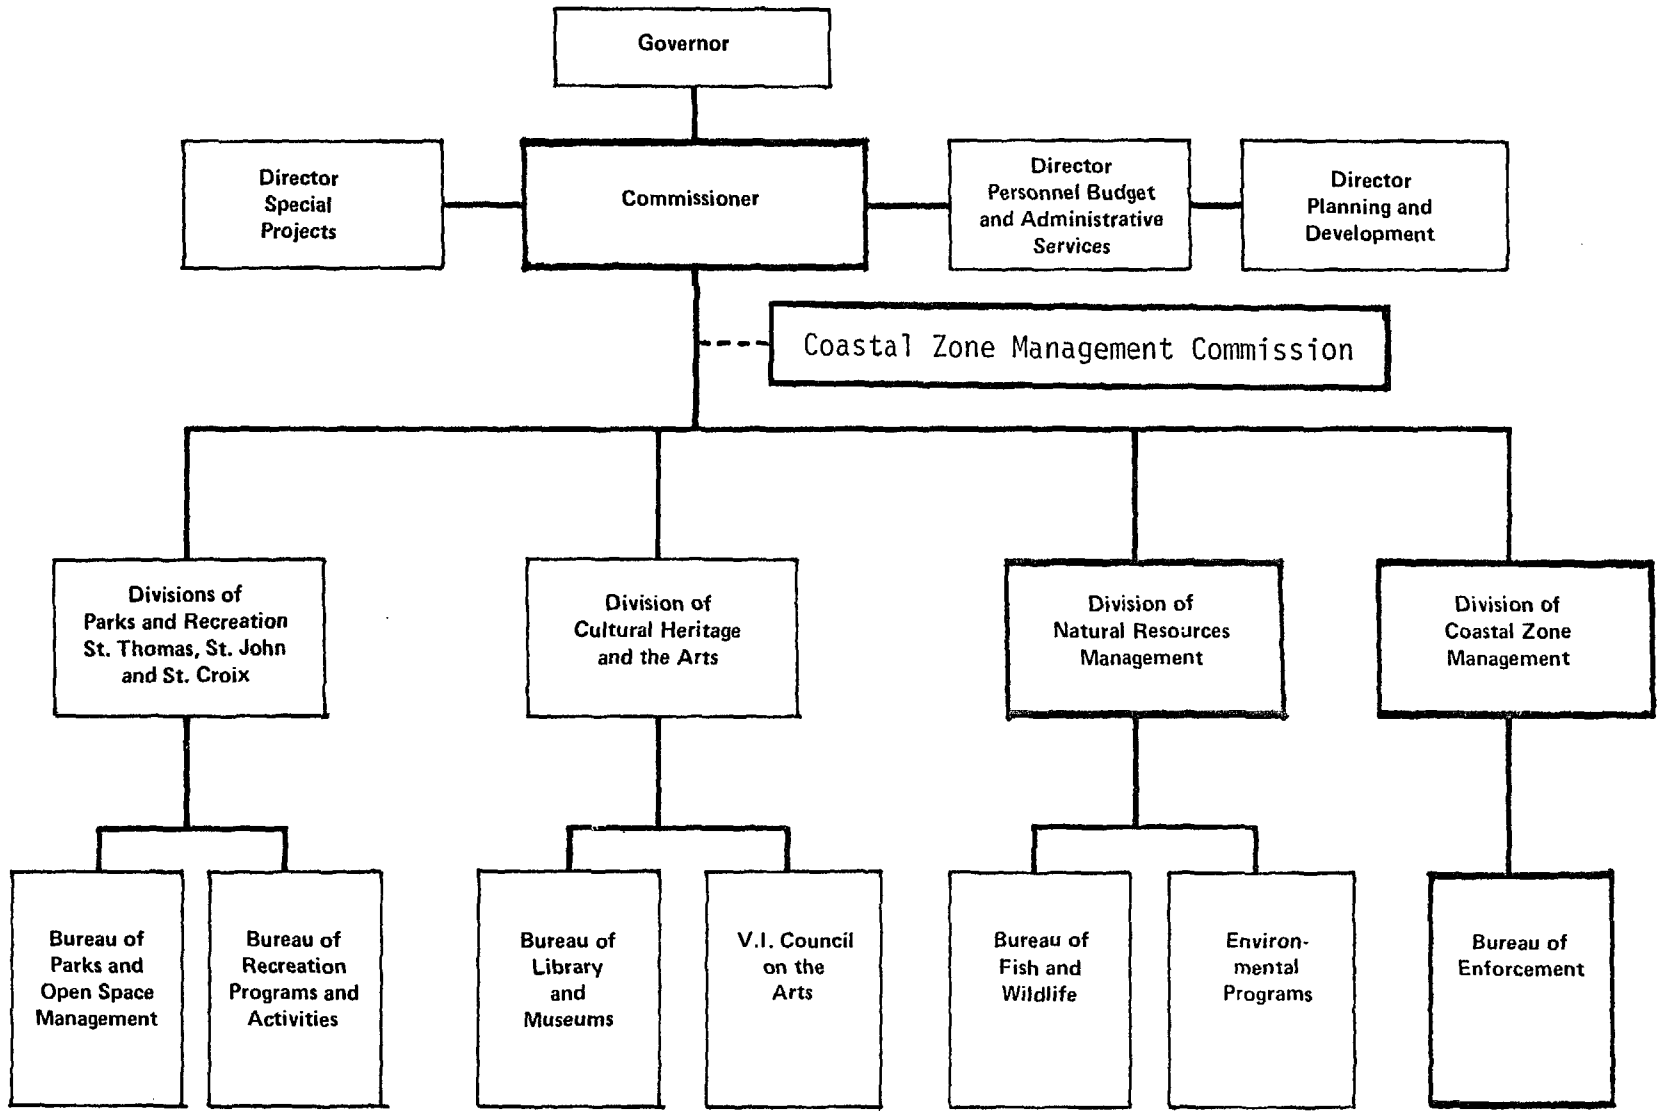 Governor
Director
Special
Projects
Commissioner
Director
Personnel Budget
and Administrative
Services
Director
Planning and
Development
Coastal Zone Management Commission
Divisions of
Parks and Recreation
St. Thomas, St. John
and St. Croix
Division of
Cultural Heritage
and the Arts
Division of
Natural Resources
Management
Division of
Coastal Zone
Management
Bureau of
Parks and
Open Space
Management
Bureau of
Recreation
Programs and
Activities
Bureau of
Library
and
Museums
V.I. Council
on the
Arts
Bureau of
Fish and
Wildlife
Environ-
mental
Programs
Bureau of
Enforcement